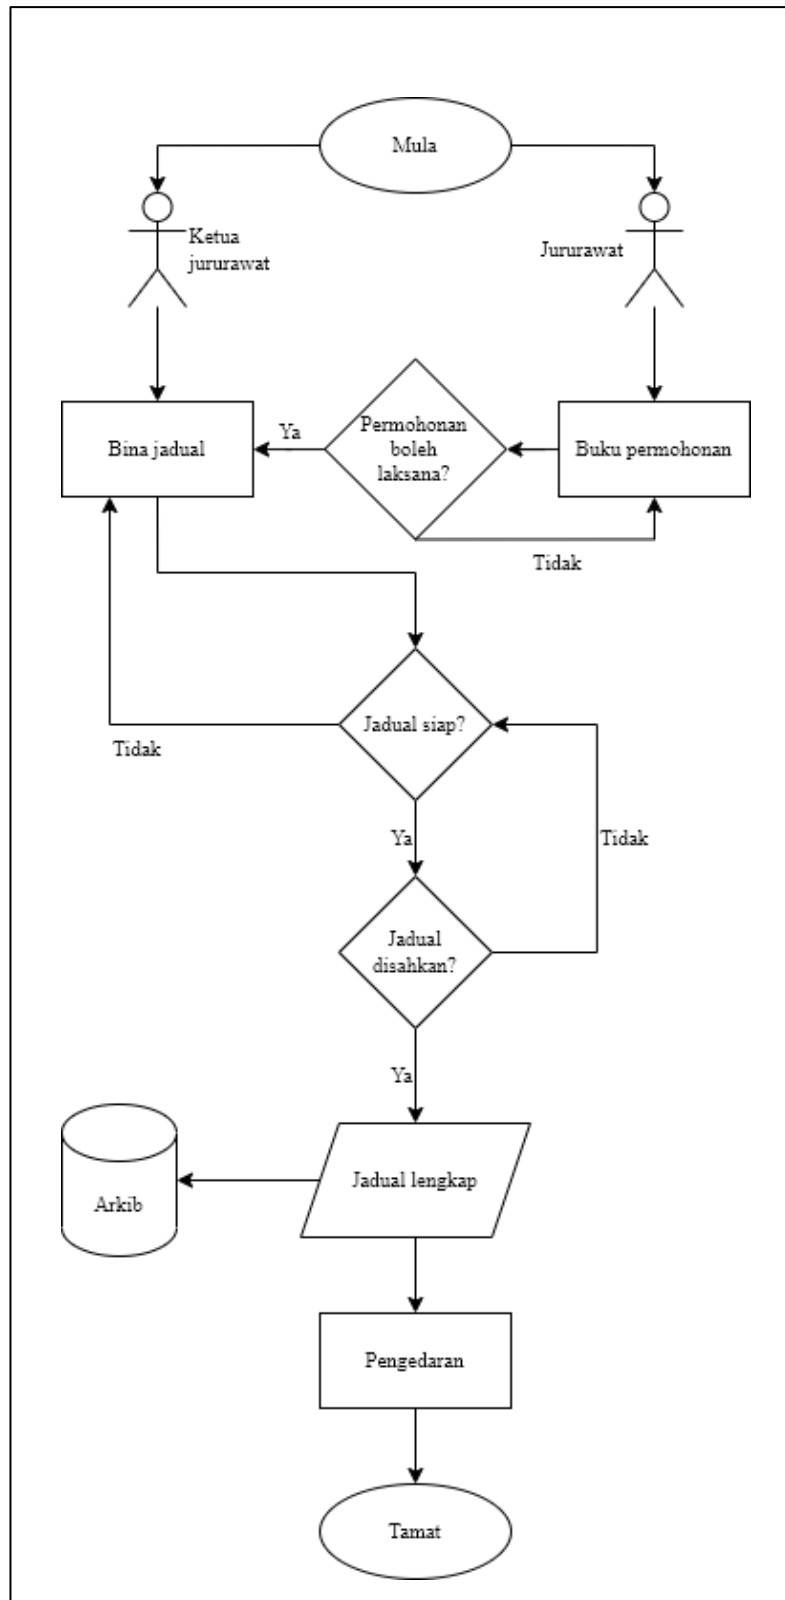 Mula
Ketua
jururawat
Jururawat
Bina jadual
Ya
Permohonan
boleh
laksana?
Buku permohonan
Tidak
Jadual siap?
Tidak
Ya
Tidak
Jadual
disahkan?
Ya
Jadual lengkap
Arkib
Pengedaran
Tamat